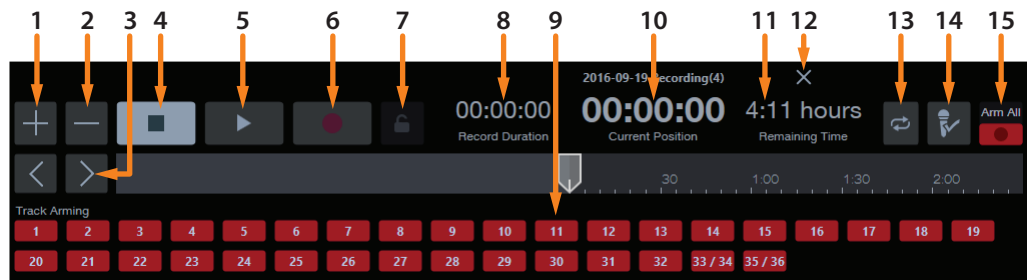 1 2 3 4 5 6 7 8 9 10 11 12 13 14 15
2016-09-19 Recording(4)
00:00:00 00:00:00 4:11 hours Arm All
Record Duration Current Position Remaining Time
30 1:00 1:30 2:00
Track Arming
1 2 3 4 5 6 7 8 9 10 11 12 13 14 15 16 17 18 19
20 21 22 23 24 25 26 27 28 29 30 31 32 33 / 34 35 / 36